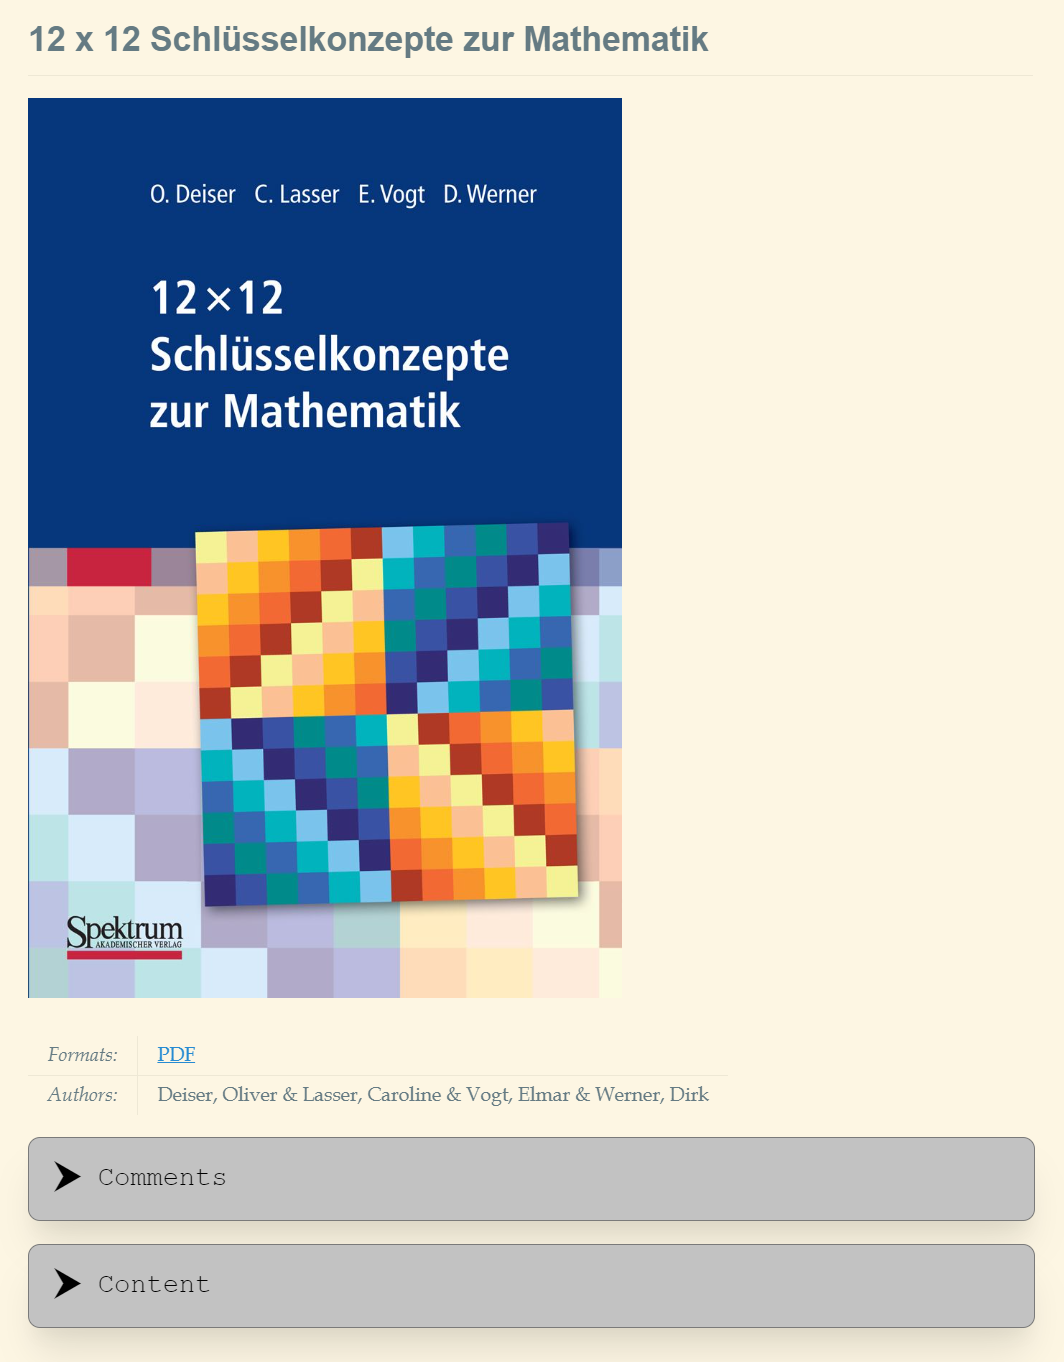 12 x 12 Schlüsselkonzepte zur Mathematik
O. Deiser C. Lasser E. Vogt D. Werner
12 × 12
Schlüsselkonzepte
zur Mathematik
Spektrum
AKADEMISCHER VERLAG
Formats: PDF
Authors: Deiser, Oliver & Lasser, Caroline & Vogt, Elmar & Werner, Dirk
Comments
Content